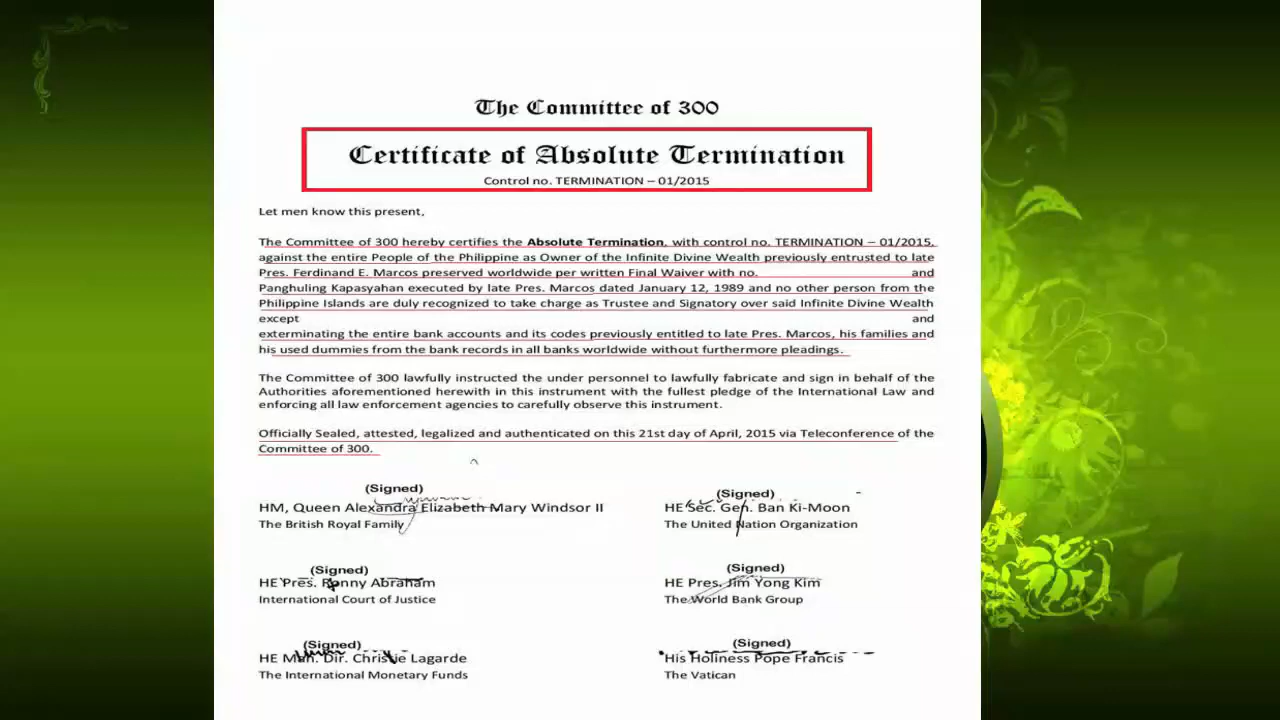 The Committee of 300
Certificate of Absolute Termination
Control no. TERMINATION – 01/2015
Let men know this present,
The Committee of 300 hereby certifies the Absolute Termination, with control no. TERMINATION – 01/2015,
against the entire People of the Philippine as Owner of the Infinite Divine Wealth previously entrusted to late
Pres. Ferdinand E. Marcos preserved worldwide per written Final Waiver with no. and
Panghuling Kapasyahan executed by late Pres. Marcos dated January 12, 1989 and no other person from the
Philippine Islands are duly recognized to take charge as Trustee and Signatory over said Infinite Divine Wealth
except and
exterminating the entire bank accounts and its codes previously entitled to late Pres. Marcos, his families and
his used dummies from the bank records in all banks worldwide without furthermore pleadings.
The Committee of 300 lawfully instructed the under personnel to lawfully fabricate and sign in behalf of the
Authorities aforementioned herewith in this instrument with the fullest pledge of the International Law and
enforcing all law enforcement agencies to carefully observe this instrument.
Officially Sealed, attested, legalized and authenticated on this 21st day of April, 2015 via Teleconference of the
Committee of 300.
(Signed)
HM, Queen Alexandra Elizabeth Mary Windsor II
The British Royal Family
(Signed)
HE Sec. Gen. Ban Ki-Moon
The United Nation Organization
(Signed)
HE Pres. Ronny Abraham
International Court of Justice
(Signed)
HE Pres. Jim Yong Kim
The World Bank Group
(Signed)
HE Man. Dir. Christie Lagarde
The International Monetary Funds
(Signed)
His Holiness Pope Francis
The Vatican